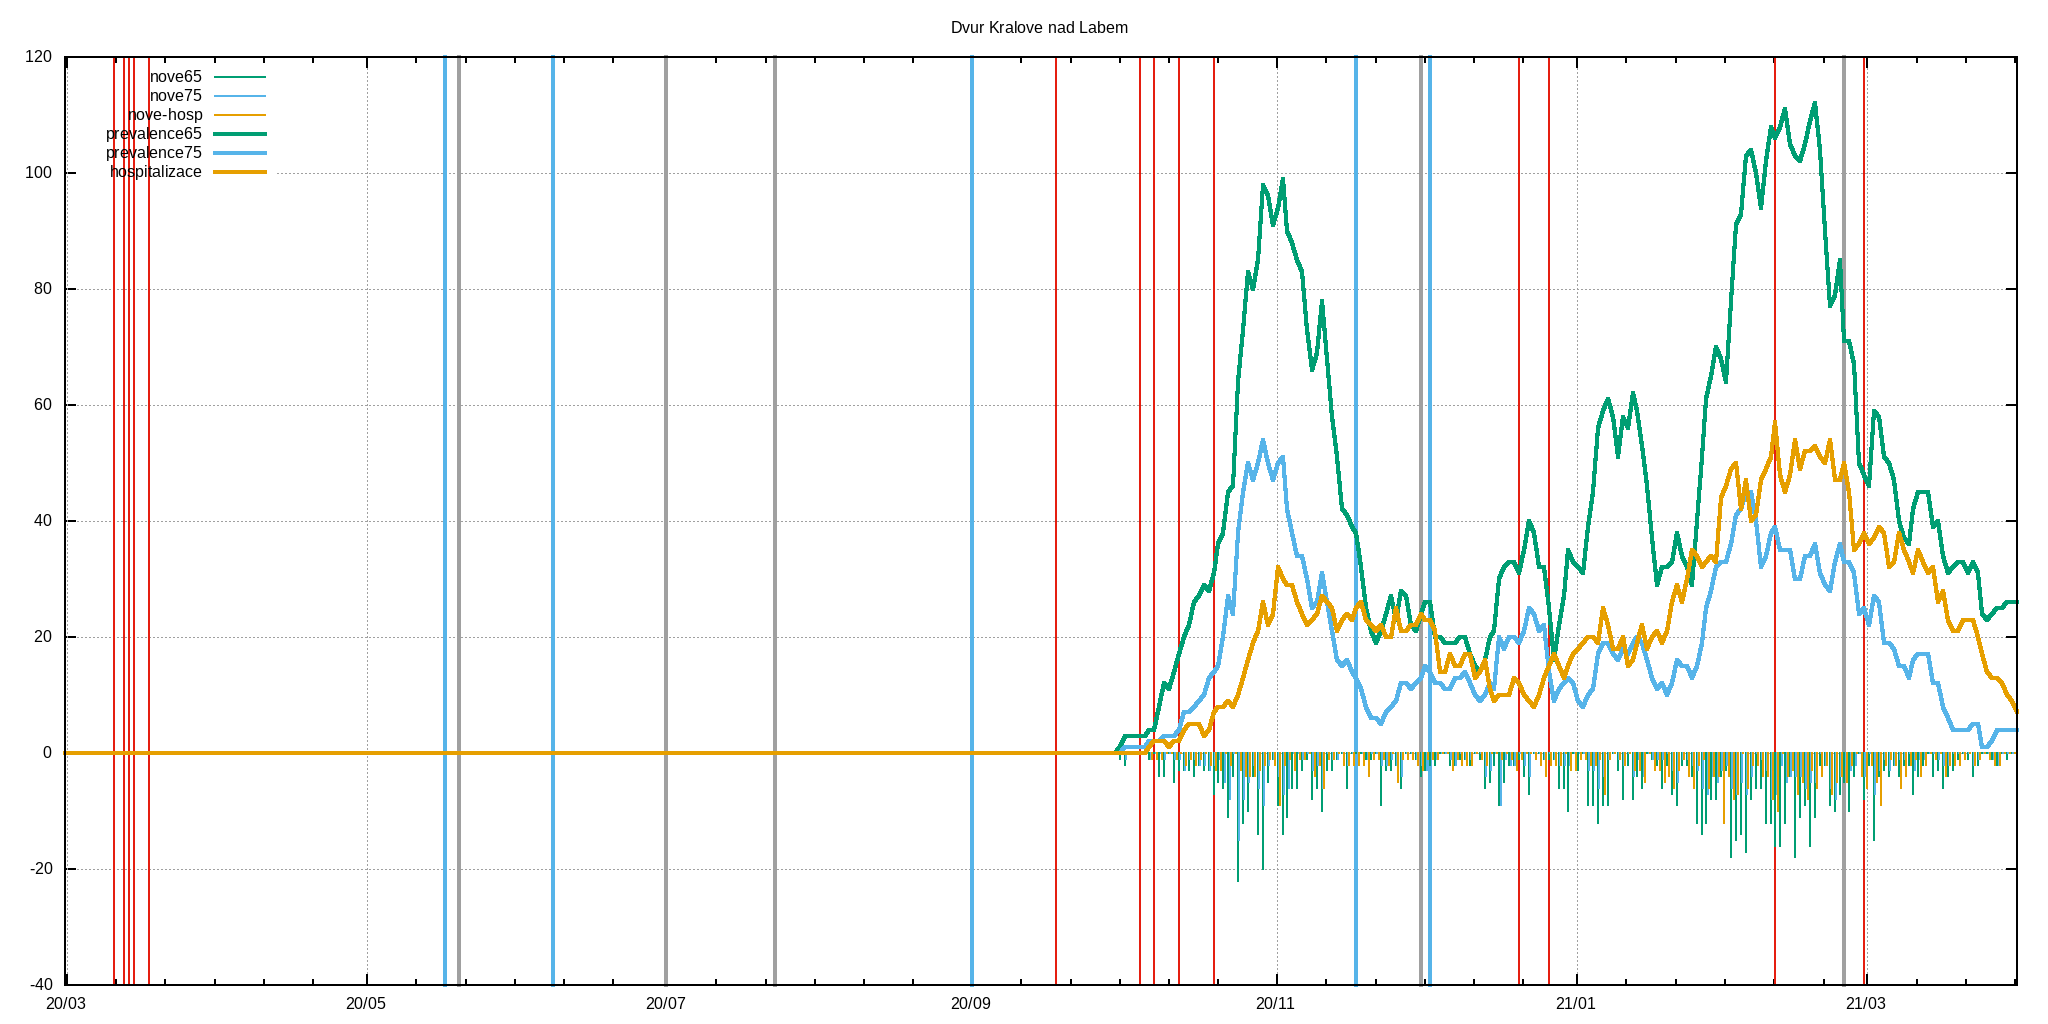 Dvur Kralove nad Labem
120
100
80
60
40
20
0
-20
-40
nove65
nove75
nove-hosp
prevalence65
prevalence75
hospitalizace
20/03 20/05 20/07 20/09 20/11 21/01 21/03